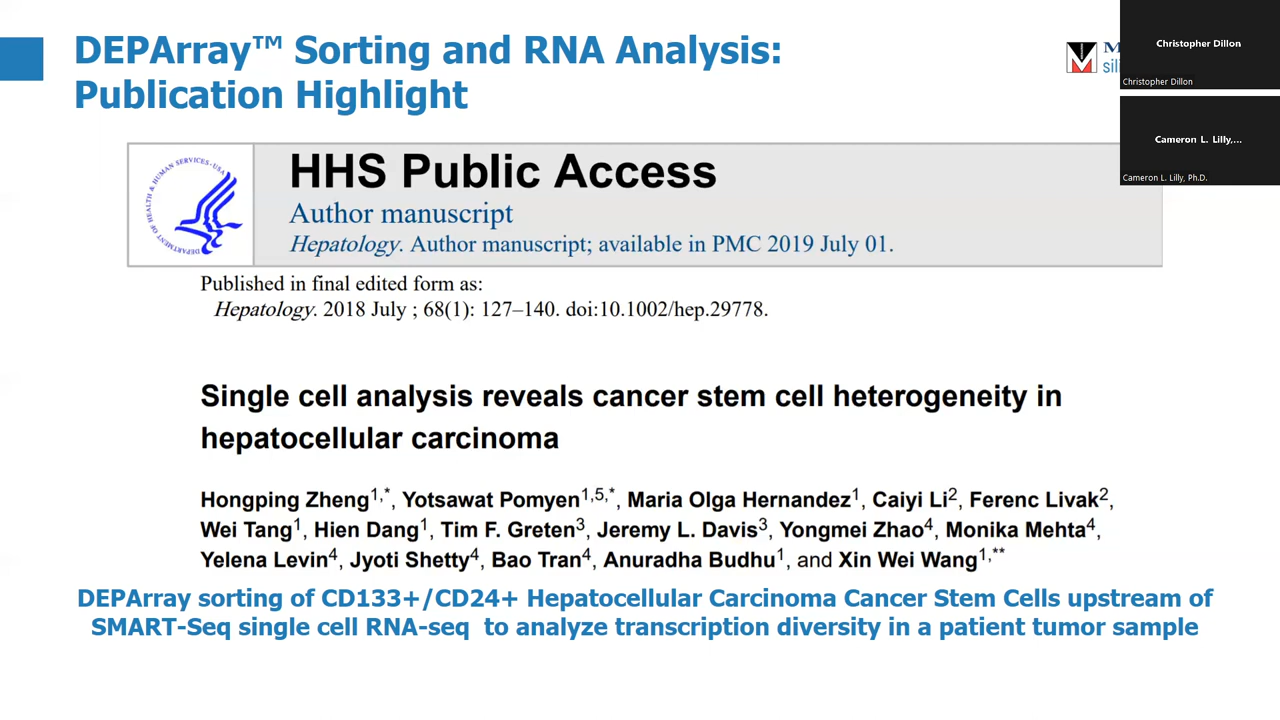 DEPArray™ Sorting and RNA Analysis:
Publication Highlight
Christopher Dillon
Christopher Dillon
Cameron L. Lilly,...
Cameron L. Lilly, Ph.D.
DEPARTMENT OF HEALTH & HUMAN SERVICES · USA
HHS Public Access
Author manuscript
Hepatology. Author manuscript; available in PMC 2019 July 01.
Published in final edited form as:
Hepatology. 2018 July ; 68(1): 127–140. doi:10.1002/hep.29778.
Single cell analysis reveals cancer stem cell heterogeneity in
hepatocellular carcinoma
Hongping Zheng1,*, Yotsawat Pomyen1,5,*, Maria Olga Hernandez1, Caiyi Li2, Ferenc Livak2,
Wei Tang1, Hien Dang1, Tim F. Greten3, Jeremy L. Davis3, Yongmei Zhao4, Monika Mehta4,
Yelena Levin4, Jyoti Shetty4, Bao Tran4, Anuradha Budhu1, and Xin Wei Wang1,**
DEPArray sorting of CD133+/CD24+ Hepatocellular Carcinoma Cancer Stem Cells upstream of
SMART-Seq single cell RNA-seq to analyze transcription diversity in a patient tumor sample